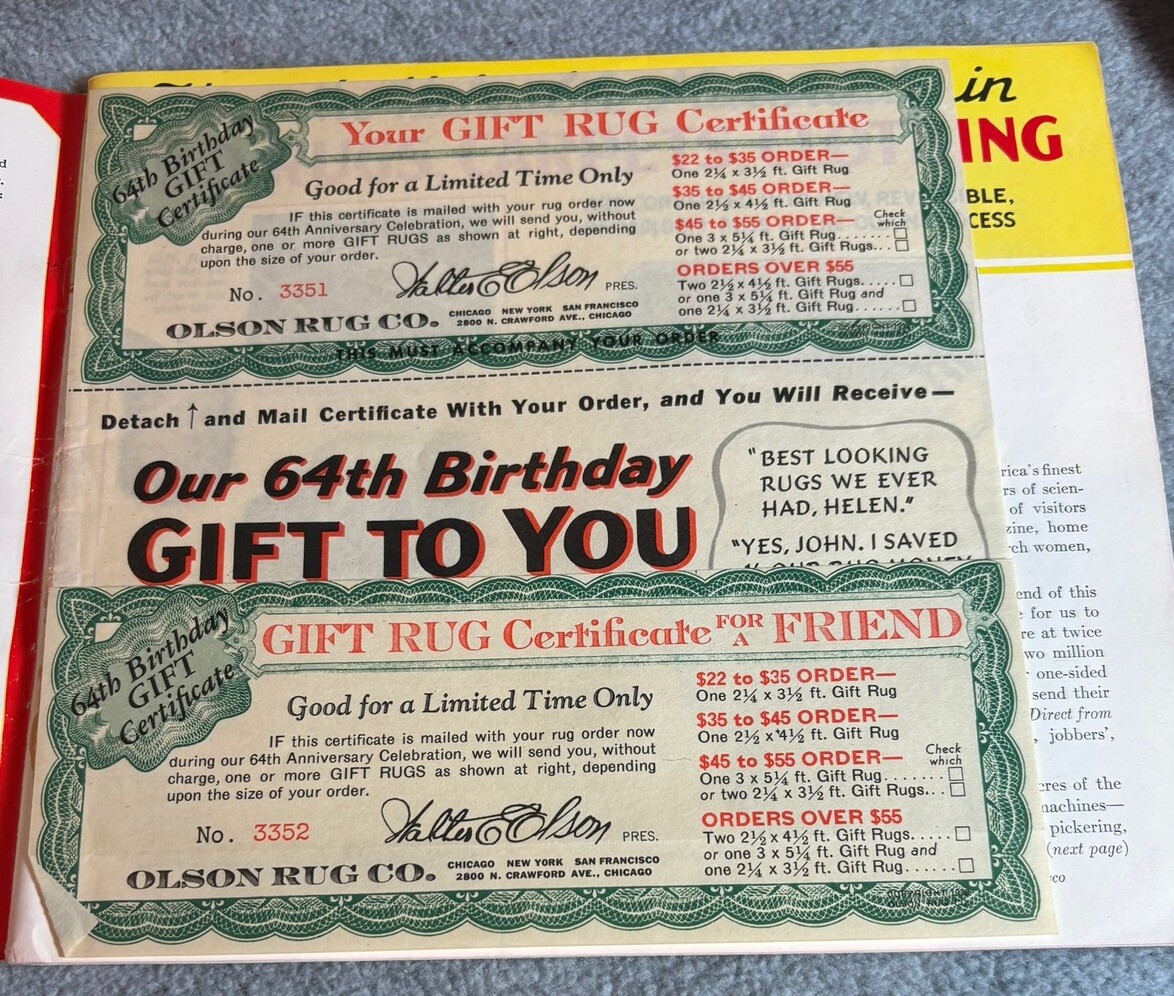 in
ING
BLE,
CESS
64th Birthday
GIFT
Certificate
Your GIFT RUG Certificate
Good for a Limited Time Only
IF this certificate is mailed with your rug order now
during our 64th Anniversary Celebration, we will send you, without
charge, one or more GIFT RUGS as shown at right, depending
upon the size of your order.
Walter E Olson PRES.
No. 3351
OLSON RUG CO. CHICAGO NEW YORK SAN FRANCISCO
2800 N. CRAWFORD AVE., CHICAGO
$22 to $35 ORDER—
One 2¼ x 3½ ft. Gift Rug
$35 to $45 ORDER—
One 2½ x 4½ ft. Gift Rug
$45 to $55 ORDER— Check
which
One 3 x 5¼ ft. Gift Rug.......
or two 2¼ x 3½ ft. Gift Rugs...
ORDERS OVER $55
Two 2½ x 4½ ft. Gift Rugs.....
or one 3 x 5¼ ft. Gift Rug and
one 2¼ x 3½ ft. Gift Rug......
THIS MUST ACCOMPANY YOUR ORDER
Detach ↑ and Mail Certificate With Your Order, and You Will Receive—
Our 64th Birthday
GIFT TO YOU
"BEST LOOKING
RUGS WE EVER
HAD, HELEN."
"YES, JOHN. I SAVED
½ OUR RUG MONEY
64th Birthday
GIFT
Certificate
GIFT RUG Certificate FOR A FRIEND
Good for a Limited Time Only
IF this certificate is mailed with your rug order now
during our 64th Anniversary Celebration, we will send you, without
charge, one or more GIFT RUGS as shown at right, depending
upon the size of your order.
Walter E Olson PRES.
No. 3352
OLSON RUG CO. CHICAGO NEW YORK SAN FRANCISCO
2800 N. CRAWFORD AVE., CHICAGO
$22 to $35 ORDER—
One 2¼ x 3½ ft. Gift Rug
$35 to $45 ORDER—
One 2½ x 4½ ft. Gift Rug
$45 to $55 ORDER— Check
which
One 3 x 5¼ ft. Gift Rug.......
or two 2¼ x 3½ ft. Gift Rugs...
ORDERS OVER $55
Two 2½ x 4½ ft. Gift Rugs.....
or one 3 x 5¼ ft. Gift Rug and
one 2¼ x 3½ ft. Gift Rug......
rica's finest
rs of scien-
of visitors
zine, home
ch women,
end of this
for us to
re at twice
wo million
one-sided
send their
Direct from
, jobbers',
cres of the
machines—
pickering,
(next page)